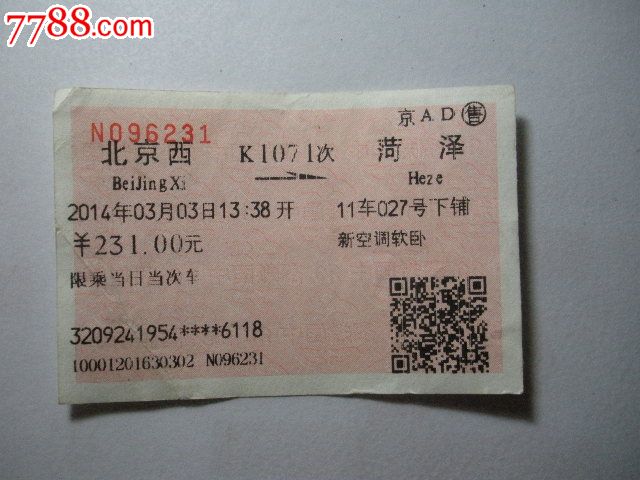 7788.com
京AD售
N096231
北京西 K1071次 菏泽
BeiJingXi Heze
2014年03月03日13:38开 11车027号下铺
￥231.00元 新空调软卧
限乘当日当次车
3209241954****6118
10001201630302 N096231